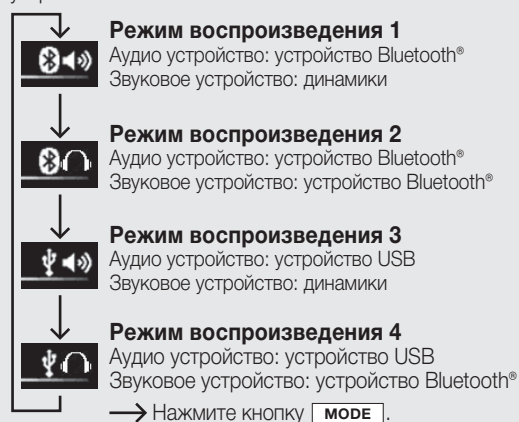 Режим воспроизведения 1
Аудио устройство: устройство Bluetooth®
Звуковое устройство: динамики
Режим воспроизведения 2
Аудио устройство: устройство Bluetooth®
Звуковое устройство: устройство Bluetooth®
Режим воспроизведения 3
Аудио устройство: устройство USB
Звуковое устройство: динамики
Режим воспроизведения 4
Аудио устройство: устройство USB
Звуковое устройство: устройство Bluetooth®
Нажмите кнопку MODE .